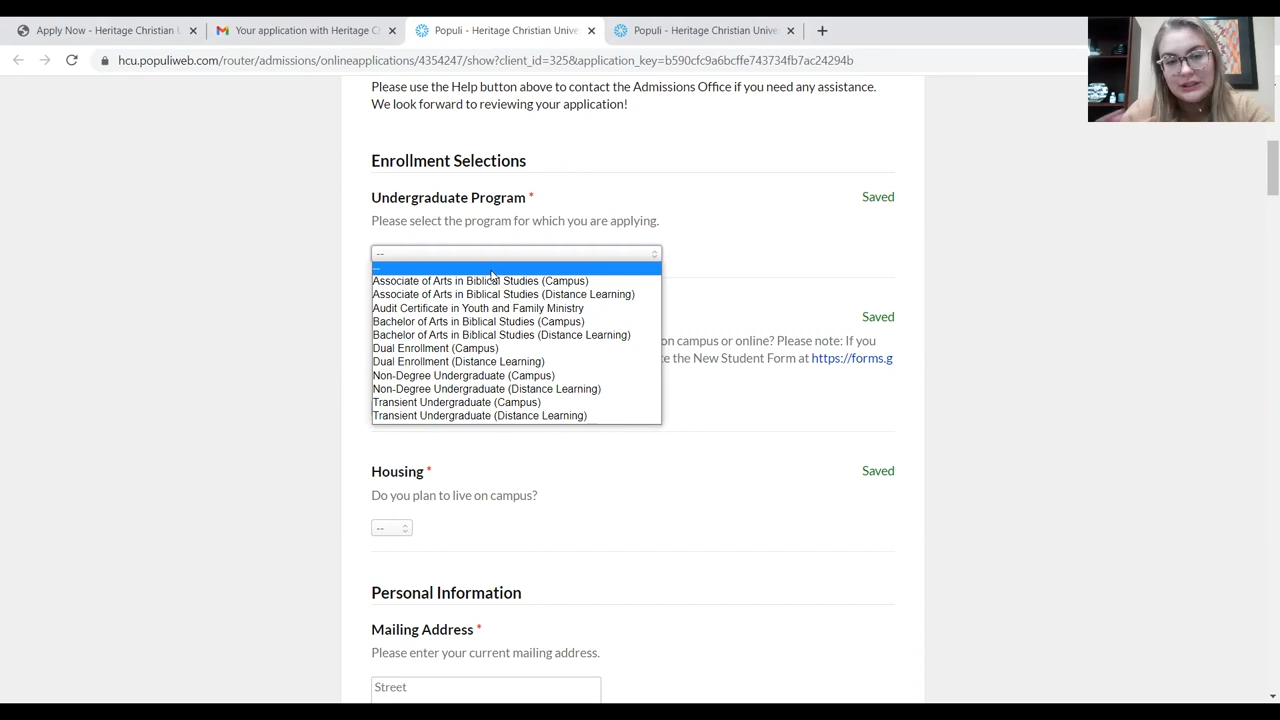 Apply Now - Heritage Christian U
Your application with Heritage C
Populi - Heritage Christian Unive
Populi - Heritage Christian Unive
hcu.populiweb.com/router/admissions/onlineapplications/4354247/show?client_id=325&application_key=b590cfc9a6bcffe743734fb7ac24294b
Please use the Help button above to contact the Admissions Office if you need any assistance.
We look forward to reviewing your application!
Enrollment Selections
Undergraduate Program *
Saved
Please select the program for which you are applying.
--
--
Associate of Arts in Biblical Studies (Campus)
Associate of Arts in Biblical Studies (Distance Learning)
Audit Certificate in Youth and Family Ministry
Bachelor of Arts in Biblical Studies (Campus)
Bachelor of Arts in Biblical Studies (Distance Learning)
Dual Enrollment (Campus)
Dual Enrollment (Distance Learning)
Non-Degree Undergraduate (Campus)
Non-Degree Undergraduate (Distance Learning)
Transient Undergraduate (Campus)
Transient Undergraduate (Distance Learning)
Saved
on campus or online? Please note: If you
te the New Student Form at https://forms.g
Housing *
Saved
Do you plan to live on campus?
--
Personal Information
Mailing Address *
Please enter your current mailing address.
Street